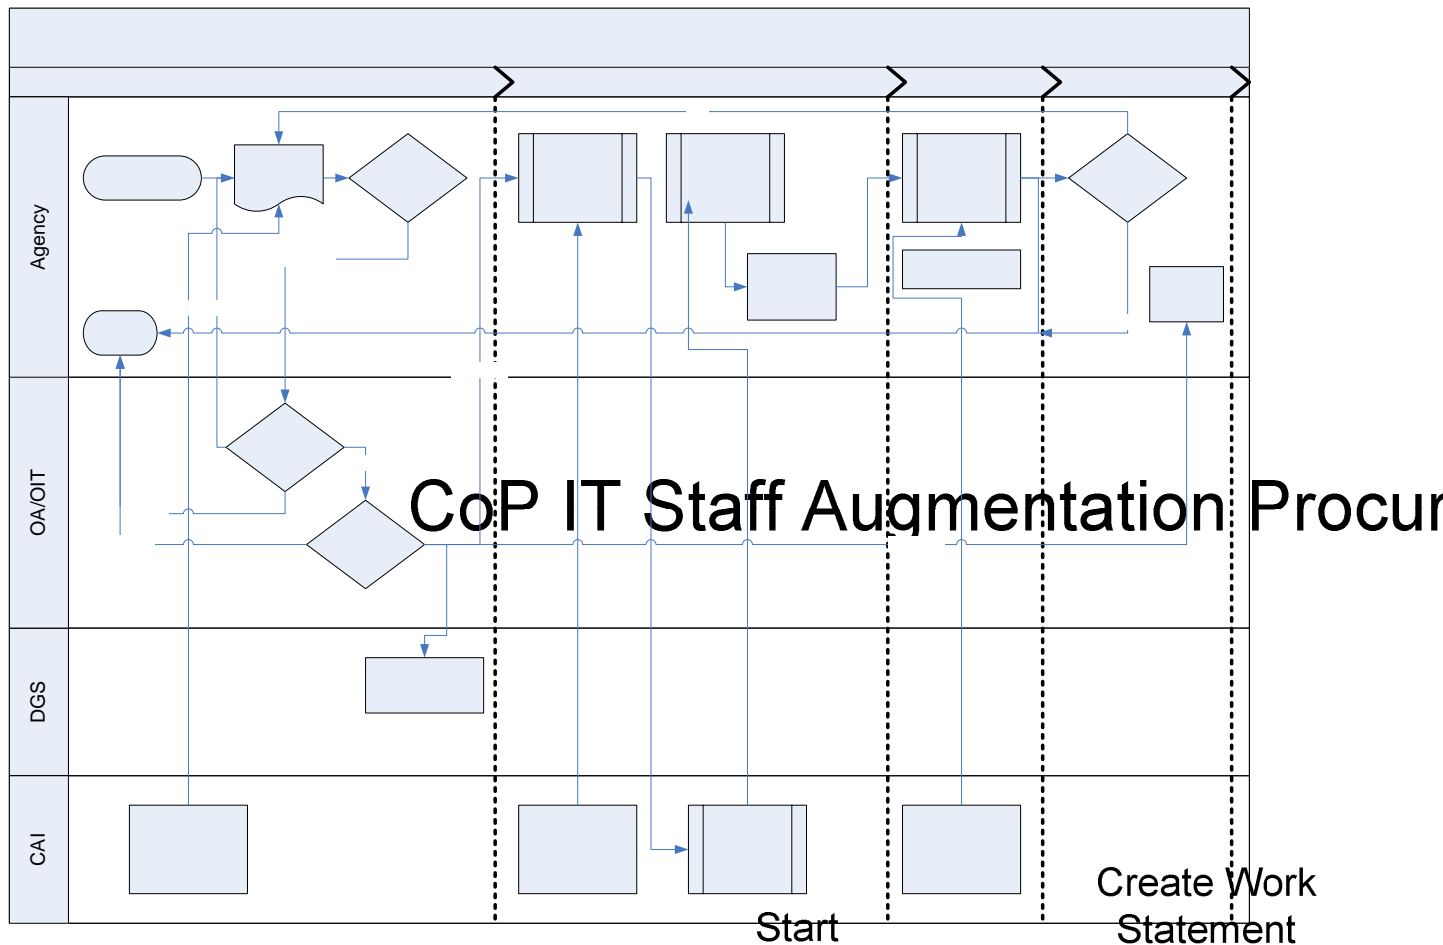 Agency
OA/OIT
CoP IT Staff Augmentation Procur
DGS
CAI
Create Work
Statement
Start